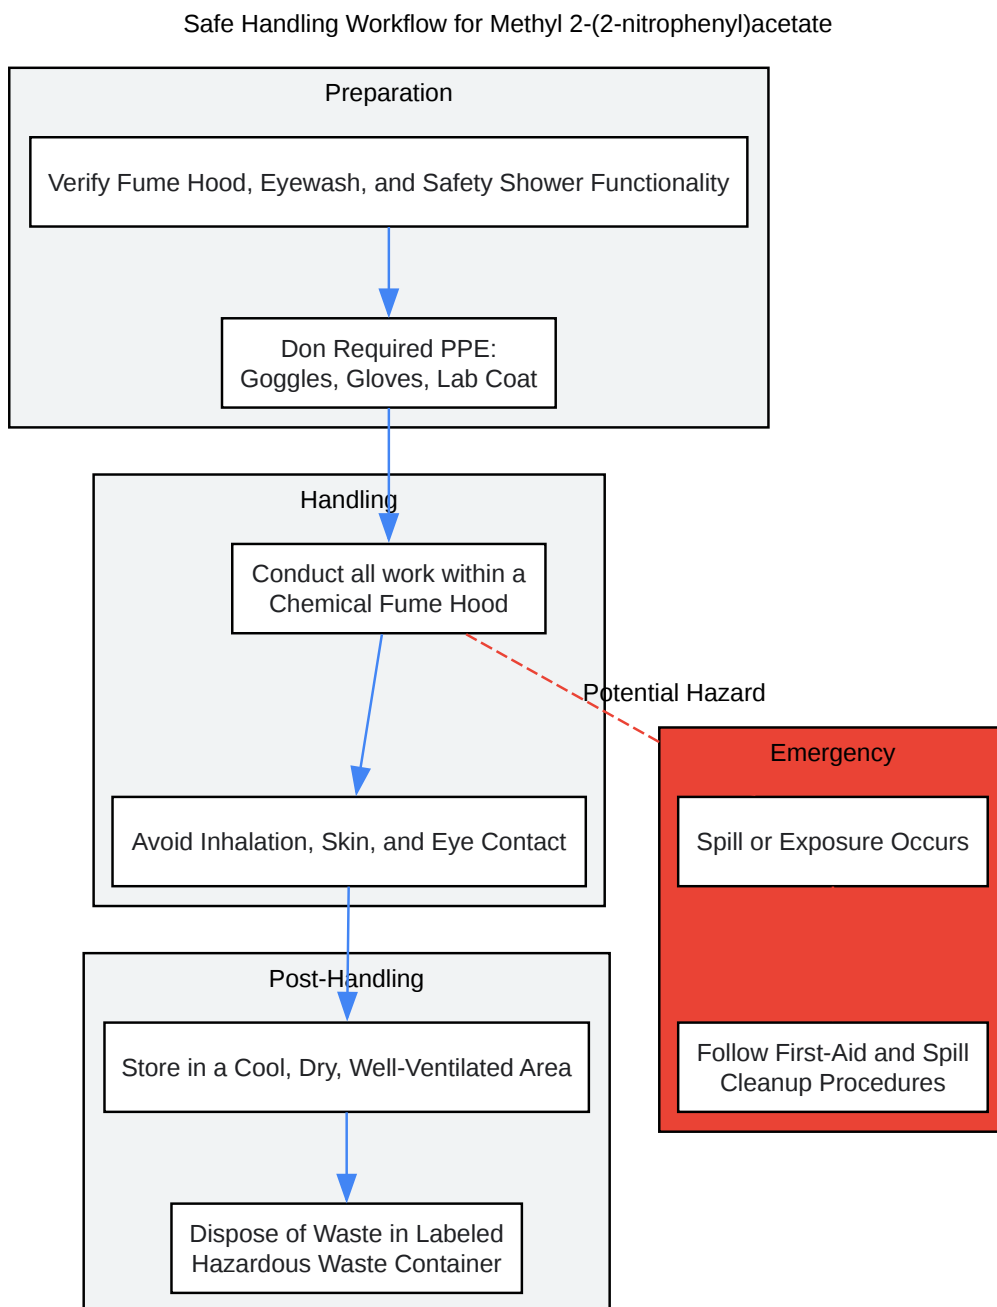 Safe Handling Workflow for Methyl 2-(2-nitrophenyl)acetate
Preparation
Verify Fume Hood, Eyewash, and Safety Shower Functionality
Don Required PPE:
Goggles, Gloves, Lab Coat
Handling
Conduct all work within a
Chemical Fume Hood
Potential Hazard
Avoid Inhalation, Skin, and Eye Contact
Emergency
Spill or Exposure Occurs
Follow First-Aid and Spill
Cleanup Procedures
Post-Handling
Store in a Cool, Dry, Well-Ventilated Area
Dispose of Waste in Labeled
Hazardous Waste Container